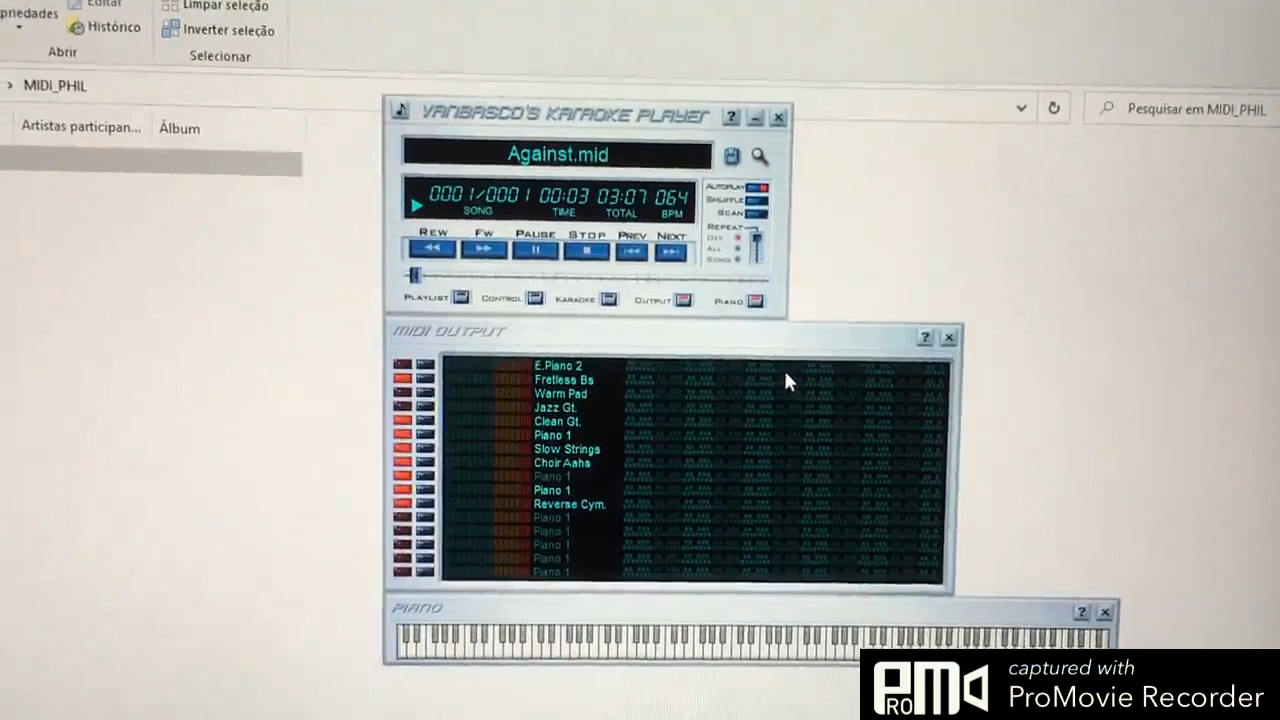 priedades
Editar
Histórico
Abrir
Limpar seleção
Inverter seleção
Selecionar
MIDI_PHIL
Pesquisar em MIDI_PHIL
Artistas participan...
Álbum
VANBASCO'S KARAOKE PLAYER
?
Against.mid
0001/0001 00:03 03:07 064
SONG TIME TOTAL BPM
AUTOPLAY
SHUFFLE
SCAN
REPEAT
OFF
ALL
SONG
REW FW PAUSE STOP PREV NEXT
PLAYLIST CONTROL KARAOKE OUTPUT PIANO
MIDI OUTPUT
?
E.Piano 2
Fretless Bs
Warm Pad
Jazz Gt.
Clean Gt.
Piano 1
Slow Strings
Choir Aahs
Piano 1
Piano 1
Reverse Cym.
Piano 1
Piano 1
Piano 1
Piano 1
Piano 1
PIANO
?
PRO M
captured with
ProMovie Recorder